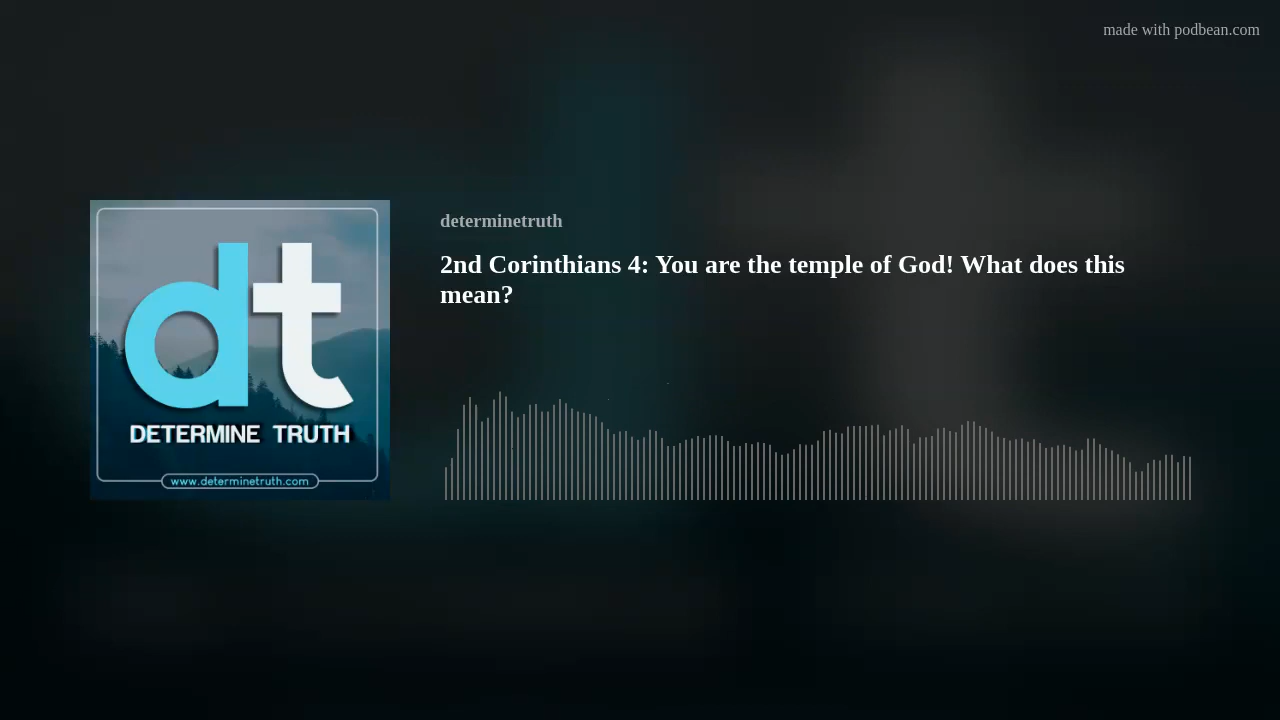 made with podbean.com
determinetruth
2nd Corinthians 4: You are the temple of God! What does this
mean?
dt
DETERMINE TRUTH
www.determinetruth.com